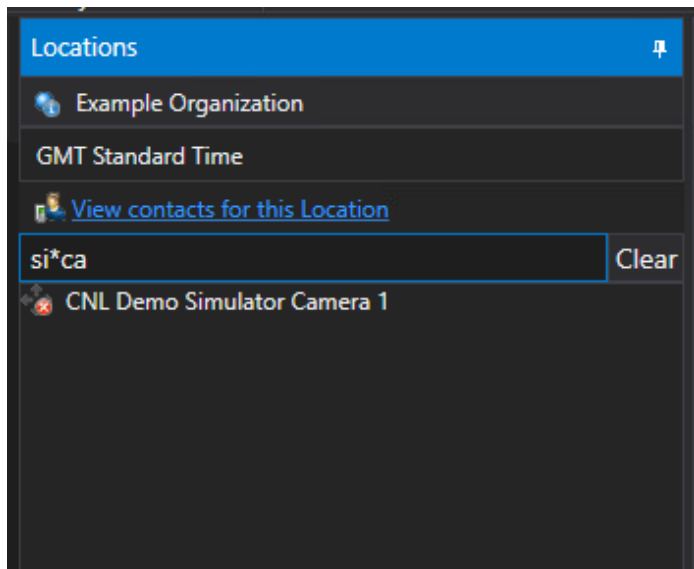 Locations
Example Organization
GMT Standard Time
View contacts for this Location
si*ca Clear
CNL Demo Simulator Camera 1